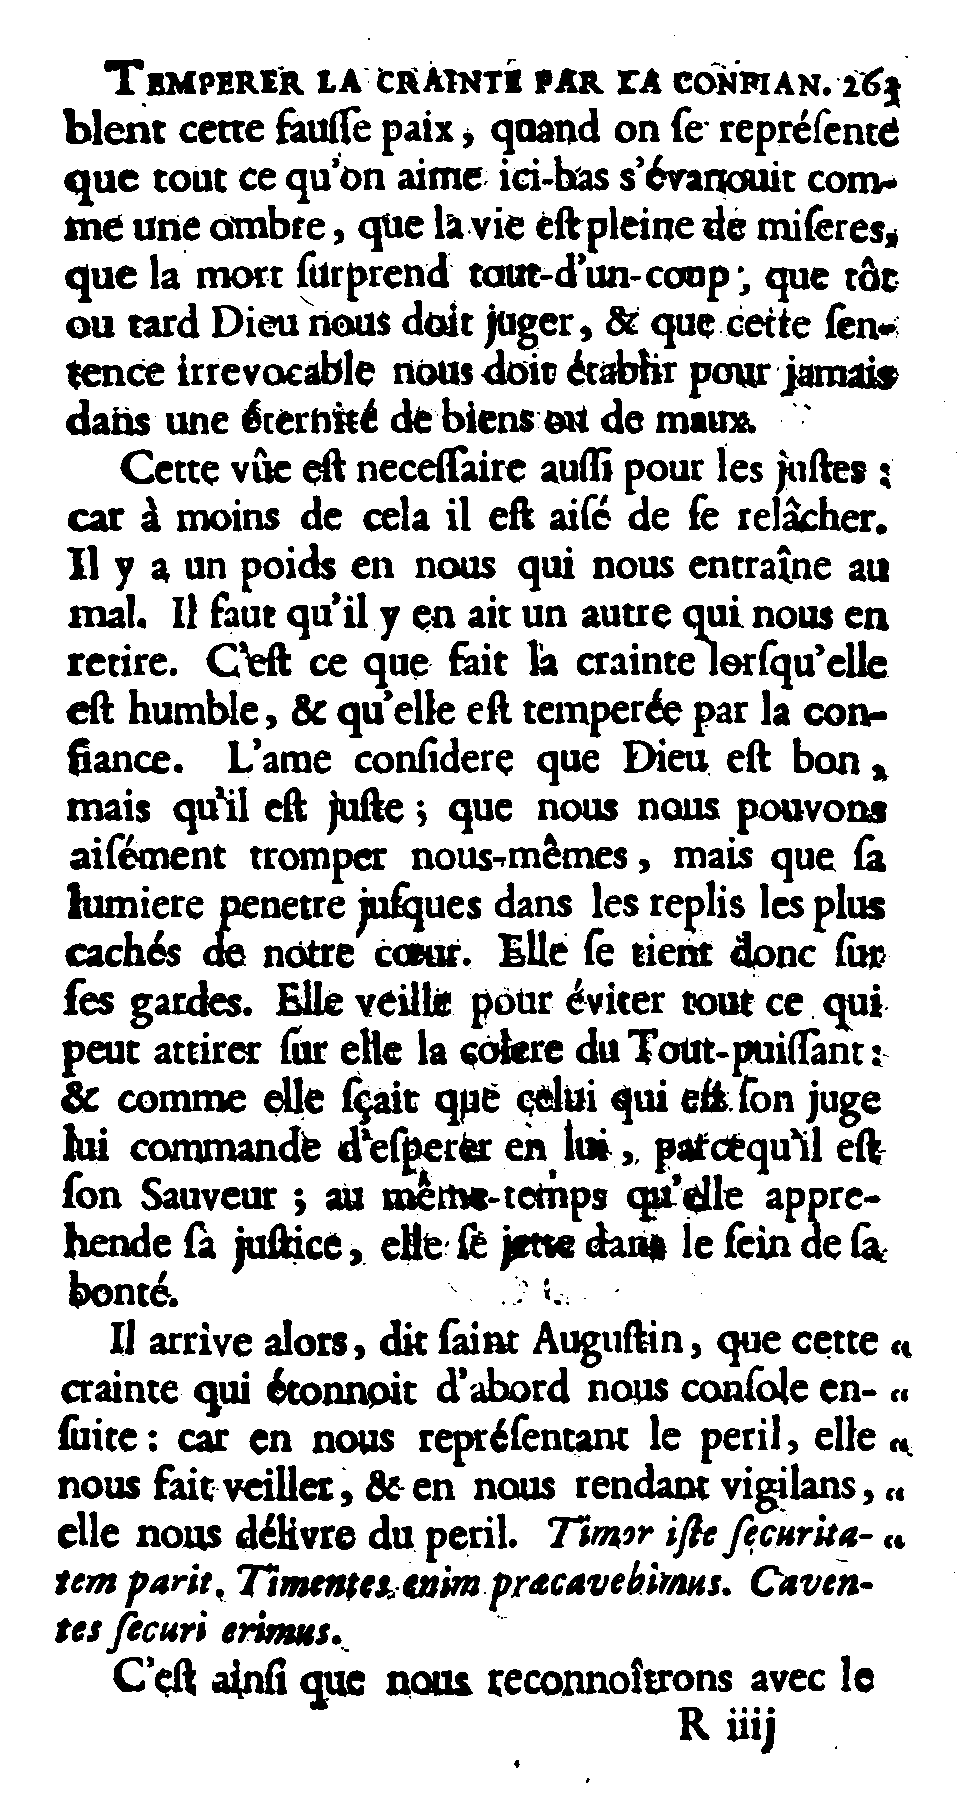 TEMPERER LA CRAINTE PAR LA CONFIAN. 263
blent cette fauſſe paix, quand on ſe repréſente
que tout ce qu'on aime ici-bas s'évanouit com-
me une ombre, que la vie eſt pleine de miſeres,
que la mort ſurprend tout-d'un-coup; que tôt
ou tard Dieu nous doit juger, & que cette ſen-
tence irrevocable nous doit établir pour jamais
dans une éternité de biens ou de maux.
Cette vûe eſt neceſſaire auſſi pour les juſtes:
car à moins de cela il eſt aiſé de ſe relâcher.
Il y a un poids en nous qui nous entraîne au
mal. Il faut qu'il y en ait un autre qui nous en
retire. C'eſt ce que fait la crainte lorſqu'elle
eſt humble, & qu'elle eſt temperée par la con-
fiance. L'ame conſidere que Dieu eſt bon,
mais qu'il eſt juſte; que nous nous pouvons
aiſément tromper nous-mêmes, mais que ſa
lumiere penetre juſques dans les replis les plus
cachés de notre cœur. Elle ſe tient donc ſur
ſes gardes. Elle veille pour éviter tout ce qui
peut attirer ſur elle la colere du Tout-puiſſant:
& comme elle ſçait que celui qui eſt ſon juge
lui commande d'eſperer en lui, parcequ'il eſt
ſon Sauveur; au même-temps qu'elle appre-
hende ſa juſtice, elle ſe jette dans le ſein de ſa
bonté.
Il arrive alors, dit ſaint Auguſtin, que cette “
crainte qui étonnoit d'abord nous conſole en- “
ſuite: car en nous repréſentant le peril, elle “
nous fait veiller, & en nous rendant vigilans, “
elle nous délivre du peril. Timor iſte ſecurita- “
tem parit. Timentes enim præcavebimus. Caven-
tes ſecuri erimus.
C'eſt ainſi que nous reconnoîtrons avec le
R iiij